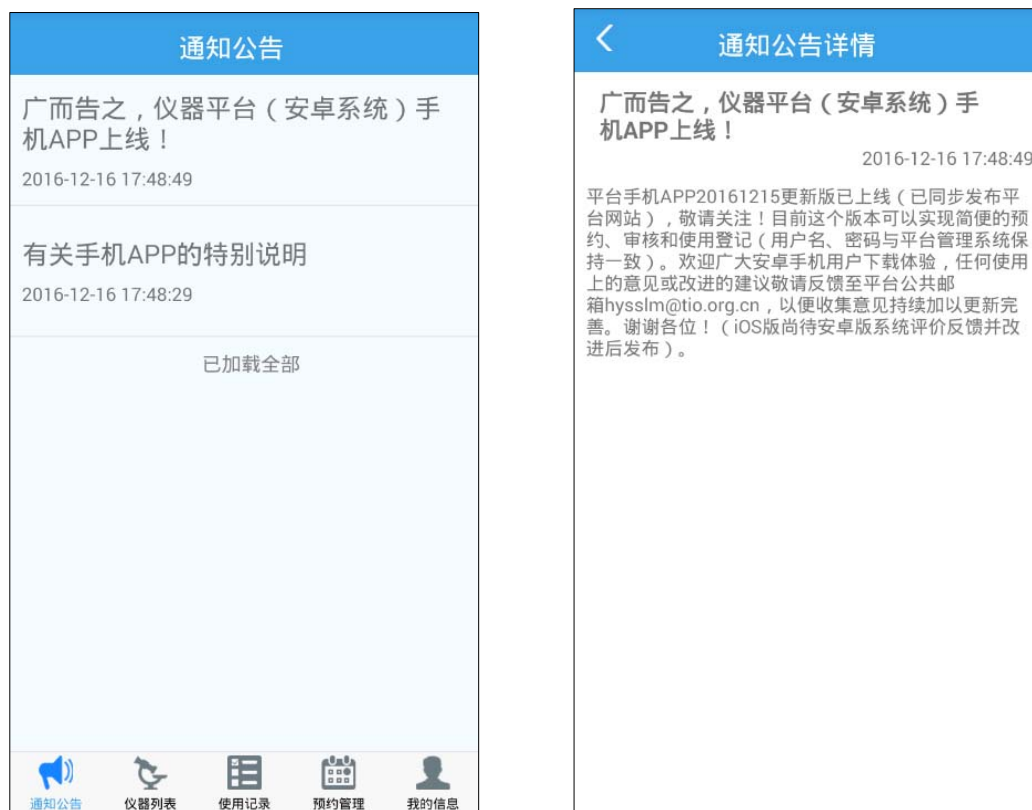 通知公告
广而告之，仪器平台（安卓系统）手
机APP上线！
2016-12-16 17:48:49
有关手机APP的特别说明
2016-12-16 17:48:29
已加载全部
通知公告
仪器列表
使用记录
预约管理
我的信息
通知公告详情
广而告之，仪器平台（安卓系统）手
机APP上线！
2016-12-16 17:48:49
平台手机APP20161215更新版已上线（已同步发布平
台网站），敬请关注！目前这个版本可以实现简便的预
约、审核和使用登记（用户名、密码与平台管理系统保
持一致）。欢迎广大安卓手机用户下载体验，任何使用
上的意见或改进的建议敬请反馈至平台公共邮
箱hysslm@tio.org.cn，以便收集意见持续加以更新完
善。谢谢各位！（iOS版尚待安卓版系统评价反馈并改
进后发布）。